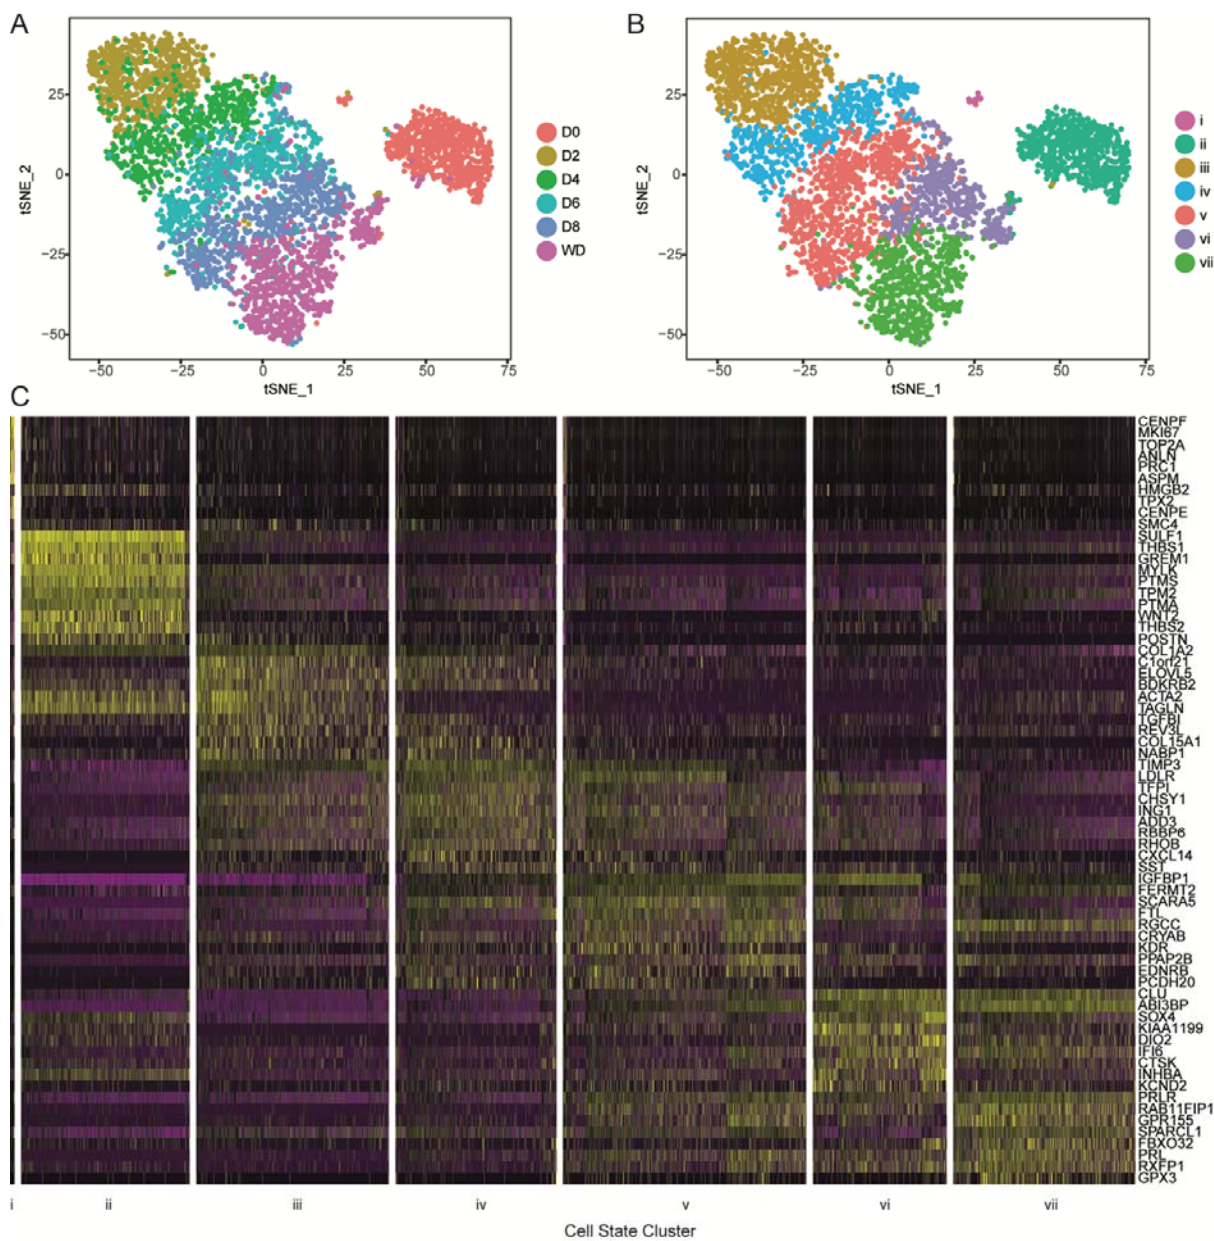 A
B
25
0
−25
−50
tSNE_2
−50
−25
0
25
50
75
tSNE_1
D0
D2
D4
D6
D8
WD
25
0
−25
−50
tSNE_2
−50
−25
0
25
50
75
tSNE_1
i
ii
iii
iv
v
vi
vii
C
CENPF
MKI67
TOP2A
ANLN
PRC1
ASPM
HMGB2
TPX2
CENPE
SMC4
SULF1
THBS1
GREM1
MYLK
PTMS
TPM2
PTMA
WNT2
THBS2
POSTN
COL1A2
C1orf21
ELOVL5
BDKRB2
ACTA2
TAGLN
TGFBI
REV3L
COL15A1
NABP1
TIMP3
LDLR
TFPI
CHSY1
ING1
ADD3
RBBP6
RHOB
CXCL14
SST
IGFBP1
FERMT2
SCARA5
FTL
RGCC
CRYAB
KDR
PPAP2B
EDNRB
PCDH20
CLU
ABI3BP
SOX4
KIAA1199
DIO2
IFI6
CTSK
INHBA
KCND2
PRLR
RAB11FIP1
GPR155
SPARCL1
FBXO32
PRL
RXFP1
GPX3
i ii iii iv v vi vii
Cell State Cluster